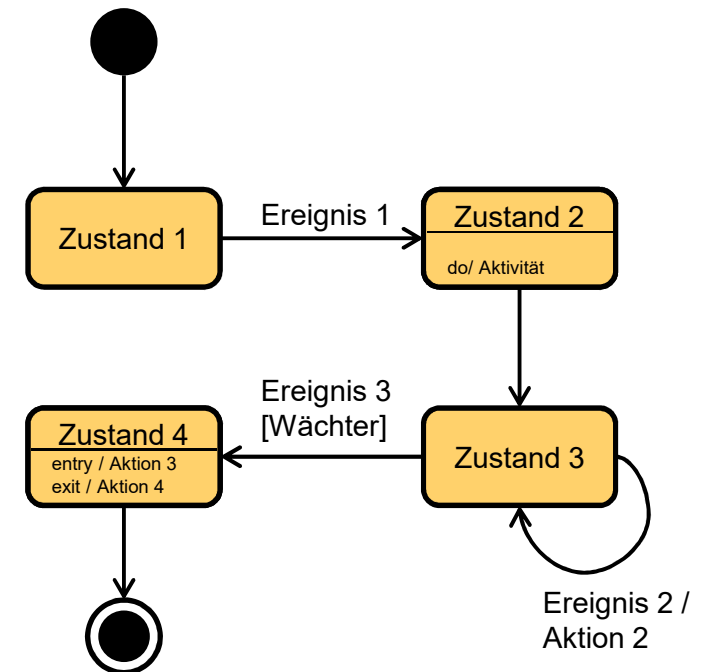 Zustand 1
Ereignis 1
Zustand 2
do/ Aktivität
Ereignis 3
[Wächter]
Zustand 4
entry / Aktion 3
exit / Aktion 4
Zustand 3
Ereignis 2 /
Aktion 2